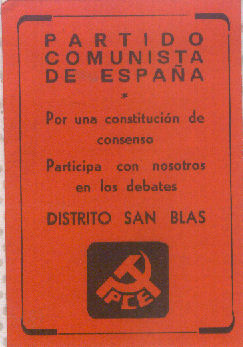 PARTIDO
COMUNISTA
DE ESPAÑA
*
Por una constitución de
consenso
Participa con nosotros
en los debates
DISTRITO SAN BLAS
PCE